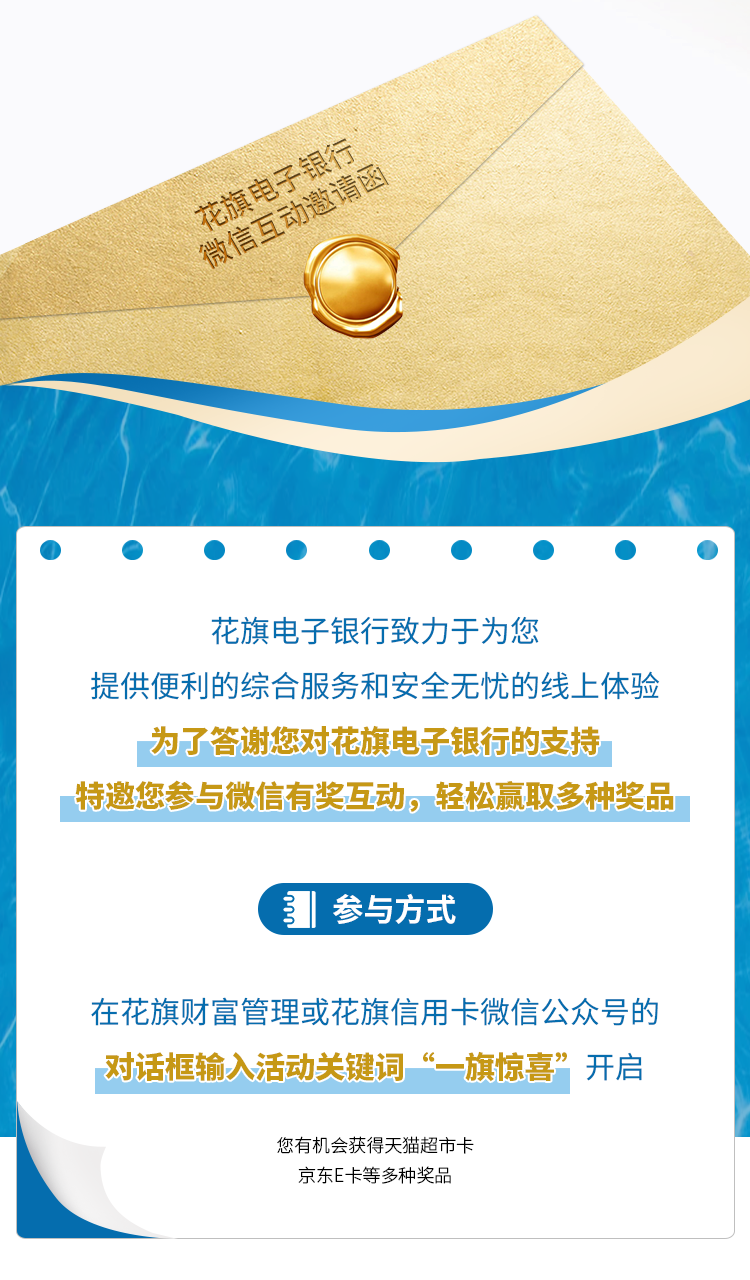 花旗电子银行
微信互动邀请函
花旗电子银行致力于为您
提供便利的综合服务和安全无忧的线上体验
为了答谢您对花旗电子银行的支持
特邀您参与微信有奖互动，轻松赢取多种奖品
参与方式
在花旗财富管理或花旗信用卡微信公众号的
对话框输入活动关键词“一旗惊喜”开启
您有机会获得天猫超市卡
京东E卡等多种奖品